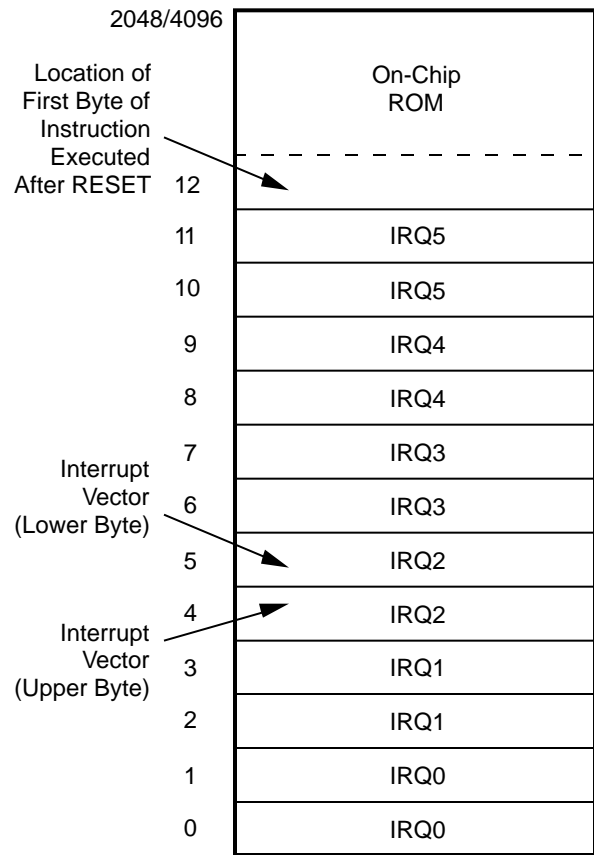 2048/4096
Location of
First Byte of
Instruction
Executed
After RESET
On-Chip
ROM
12
11 IRQ5
10 IRQ5
9 IRQ4
8 IRQ4
7 IRQ3
6 IRQ3
Interrupt
Vector
(Lower Byte)
5 IRQ2
4 IRQ2
Interrupt
Vector
(Upper Byte)
3 IRQ1
2 IRQ1
1 IRQ0
0 IRQ0